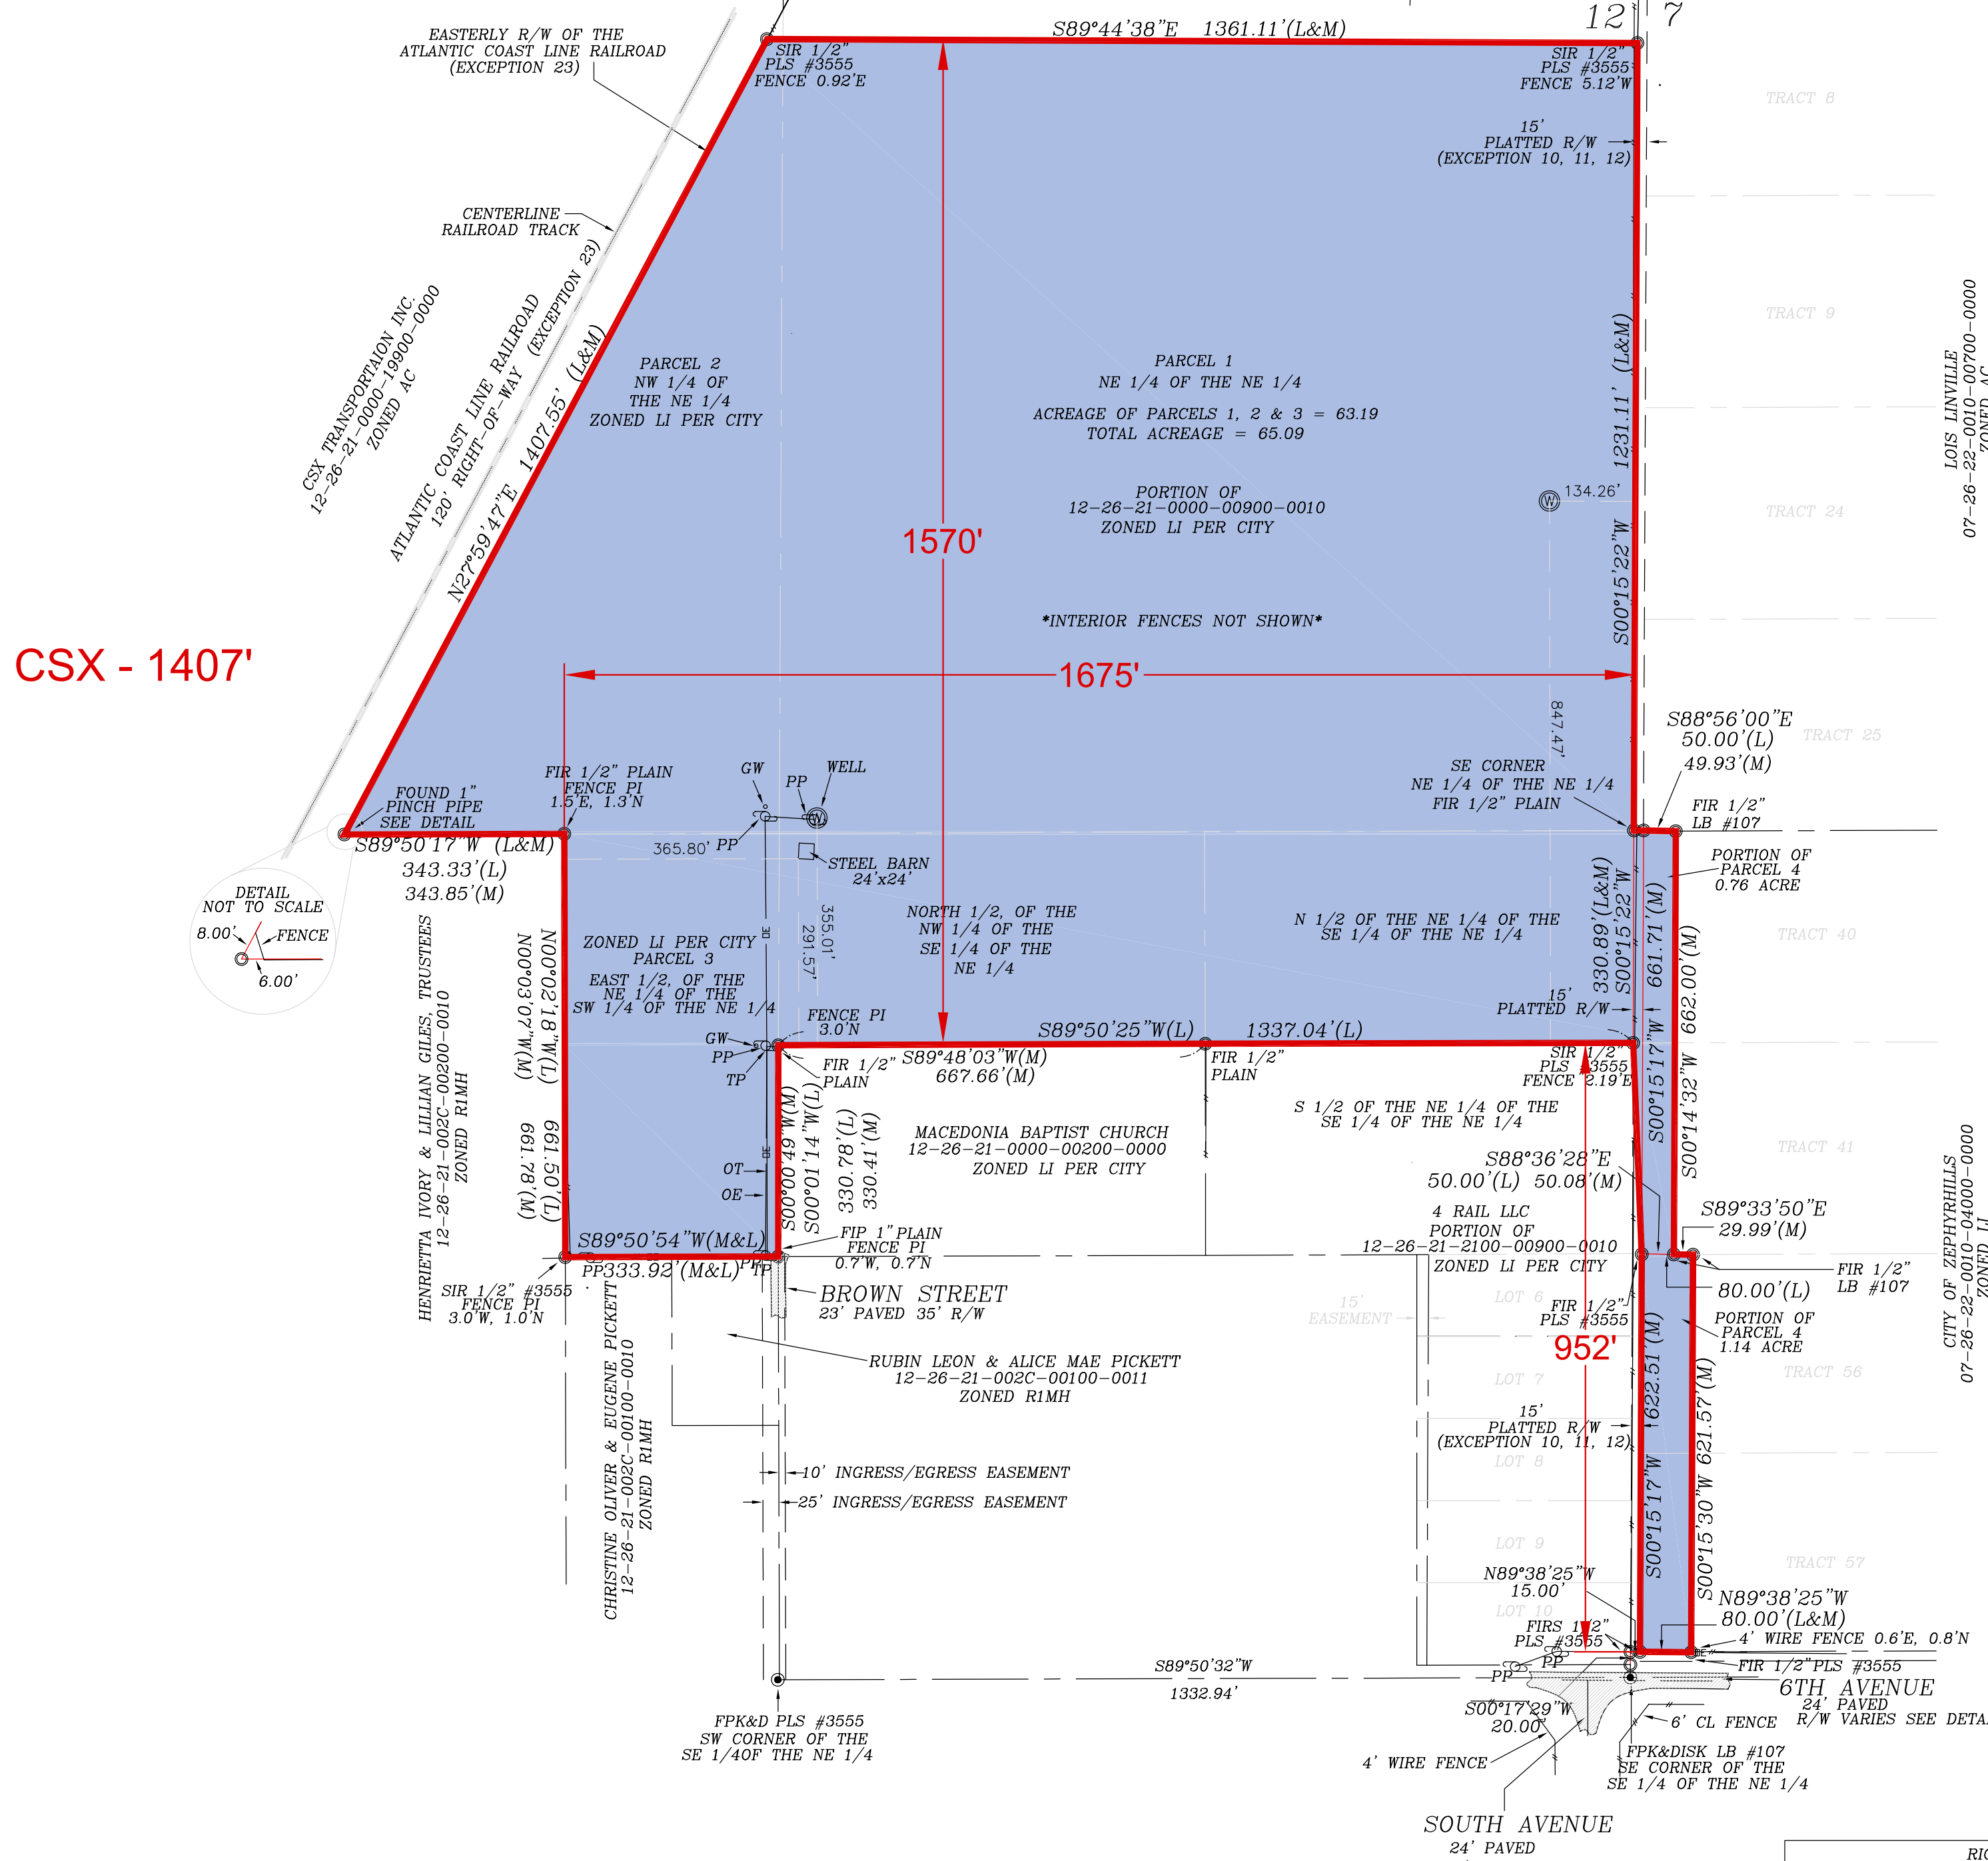 12 7
S89°44'38"E 1361.11'(L&M)
EASTERLY R/W OF THE
ATLANTIC COAST LINE RAILROAD
(EXCEPTION 23)
SIR 1/2"
PLS #3555
FENCE 0.92'E
SIR 1/2"
PLS #3555
FENCE 5.12'W
TRACT 8
15'
PLATTED R/W
(EXCEPTION 10, 11, 12)
CENTERLINE
RAILROAD TRACK
CSX TRANSPORTAION INC.
12-26-21-0000-19900-0000
ZONED AC
ATLANTIC COAST LINE RAILROAD
120' RIGHT-OF-WAY (EXCEPTION 23)
N27°59'47"E 1407.55' (L&M)
PARCEL 2
NW 1/4 OF
THE NE 1/4
ZONED LI PER CITY
PARCEL 1
NE 1/4 OF THE NE 1/4
ACREAGE OF PARCELS 1, 2 & 3 = 63.19
TOTAL ACREAGE = 65.09
PORTION OF
12-26-21-0000-00900-0010
ZONED LI PER CITY
134.26'
W
S00°15'22"W 1231.11' (L&M)
TRACT 9
TRACT 24
LOIS LINVILLE
07-26-22-0010-00700-0000
ZONED AC
1570'
*INTERIOR FENCES NOT SHOWN*
CSX - 1407'
1675'
847.47'
S88°56'00"E
50.00'(L)
49.93'(M)
TRACT 25
SE CORNER
NE 1/4 OF THE NE 1/4
FIR 1/2" PLAIN
FIR 1/2"
LB #107
FOUND 1"
PINCH PIPE
SEE DETAIL
FIR 1/2" PLAIN
FENCE PI
1.5'E, 1.3'N
GW
PP
WELL
W
PP
S89°50'17"W (L&M)
343.33'(L)
343.85'(M)
365.80'
STEEL BARN
24'x24'
DETAIL
NOT TO SCALE
8.00'
FENCE
6.00'
PORTION OF
PARCEL 4
0.76 ACRE
355.01'
291.57'
NORTH 1/2, OF THE
NW 1/4 OF THE
SE 1/4 OF THE
NE 1/4
N 1/2 OF THE NE 1/4 OF THE
SE 1/4 OF THE NE 1/4
330.89'(L&M)
S00°15'22"W
S00°15'17"W 661.71'(M)
S00°14'32"W 662.00'(M)
TRACT 40
HENRIETTA IVORY & LILLIAN GILES, TRUSTEES
12-26-21-002C-00200-0010
ZONED R1MH
N00°03'07"W(M) 661.78'(M)
N00°02'18"W(L) 661.50'(L)
ZONED LI PER CITY
PARCEL 3
EAST 1/2, OF THE
NE 1/4 OF THE
SW 1/4 OF THE NE 1/4
OE
15'
PLATTED R/W
FENCE PI
3.0'N
S89°50'25"W(L) 1337.04'(L)
GW
PP
TP
FIR 1/2"
PLAIN
S89°48'03"W(M)
667.66'(M)
FIR 1/2"
PLAIN
SIR 1/2"
PLS #3555
FENCE 2.19'E
S00°00'49"W(M)
S00°01'14"W(L)
330.78'(L)
330.41'(M)
MACEDONIA BAPTIST CHURCH
12-26-21-0000-00200-0000
ZONED LI PER CITY
S 1/2 OF THE NE 1/4 OF THE
SE 1/4 OF THE NE 1/4
TRACT 41
OE
OT
OE
S88°36'28"E
50.00'(L) 50.08'(M)
4 RAIL LLC
PORTION OF
12-26-21-2100-00900-0010
ZONED LI PER CITY
S89°33'50"E
29.99'(M)
CITY OF ZEPHYRHILLS
07-26-22-0010-04000-0000
ZONED LI
S89°50'54"W(M&L)
PP
333.92'(M&L)
PP
TP
FIP 1" PLAIN
FENCE PI
0.7'W, 0.7'N
SIR 1/2" #3555
FENCE PI
3.0'W, 1.0'N
BROWN STREET
23' PAVED 35' R/W
80.00'(L)
FIR 1/2"
LB #107
15'
EASEMENT
LOT 6
FIR 1/2"
PLS #3555
952'
PORTION OF
PARCEL 4
1.14 ACRE
TRACT 56
CHRISTINE OLIVER & EUGENE PICKETT
12-26-21-002C-00100-0010
ZONED R1MH
RUBIN LEON & ALICE MAE PICKETT
12-26-21-002C-00100-0011
ZONED R1MH
LOT 7
15'
PLATTED R/W
(EXCEPTION 10, 11, 12)
LOT 8
10' INGRESS/EGRESS EASEMENT
25' INGRESS/EGRESS EASEMENT
S00°15'17"W 622.51'(M)
S00°15'30"W 621.57'(M)
LOT 9
TRACT 57
N89°38'25"W
15.00'
LOT 10
N89°38'25"W
80.00'(L&M)
FIRS 1/2"
PLS #3555
4' WIRE FENCE 0.6'E, 0.8'N
OE
PP
PP
FIR 1/2"PLS #3555
S89°50'32"W
1332.94'
6TH AVENUE
24' PAVED
R/W VARIES SEE DETA
S00°17'29"W
20.00'
6' CL FENCE
FPK&D PLS #3555
SW CORNER OF THE
SE 1/4OF THE NE 1/4
4' WIRE FENCE
FPK&DISK LB #107
SE CORNER OF THE
SE 1/4 OF THE NE 1/4
SOUTH AVENUE
24' PAVED
RIG